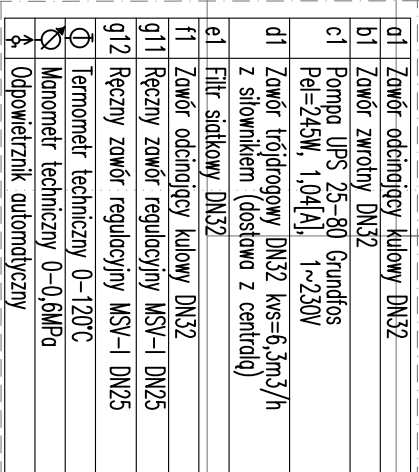 a1 Zawór odcinający kulowy DN32
b1 Zawór zwrotny DN32
c1 Pompa UPS 25-80 Grundfos
Pel=245W, 1,04[A], 1~230V
d1 Zawór trójdrogowy DN32 kvs=6,3m3/h
z siłownikiem (dostawa z centralą)
e1 Filtr siatkowy DN32
f1 Zawór odcinający kulowy DN32
g11 Ręczny zawór regulacyjny MSV-I DN25
g12 Ręczny zawór regulacyjny MSV-I DN25
Termometr techniczny 0-120°C
Manometr techniczny 0-0,6MPa
Odpowietrznik automatyczny